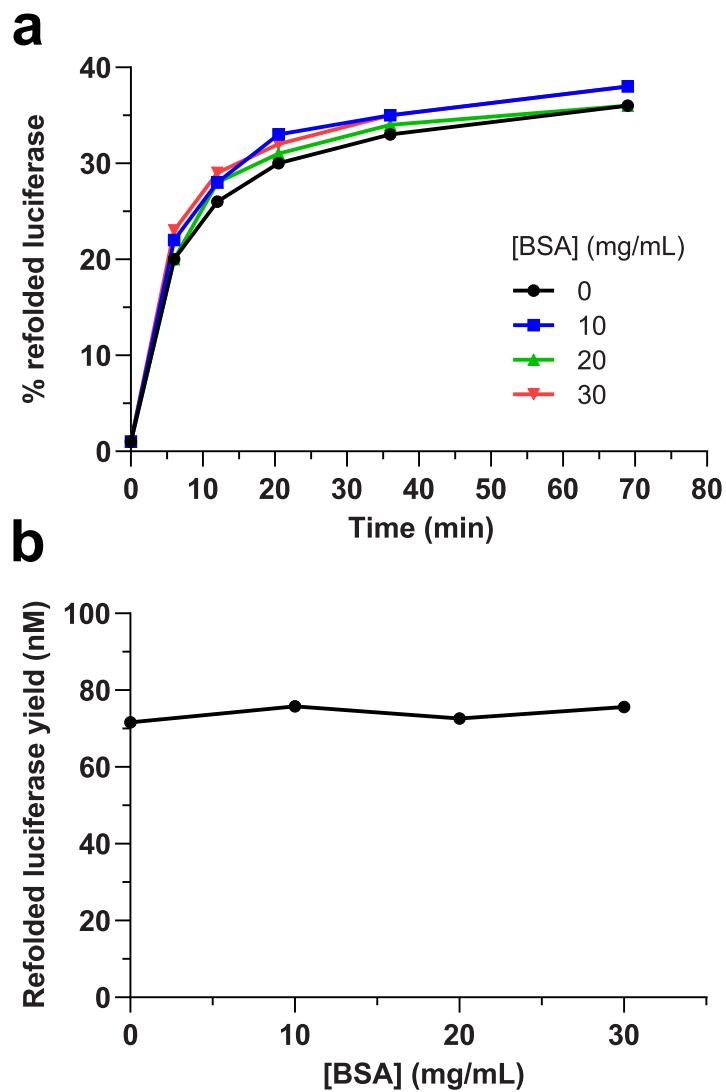 a
% refolded luciferase
40
30
20
10
0
[BSA] (mg/mL)
0
10
20
30
0 10 20 30 40 50 60 70 80
Time (min)
b
Refolded luciferase yield (nM)
100
80
60
40
20
0
0 10 20 30
[BSA] (mg/mL)